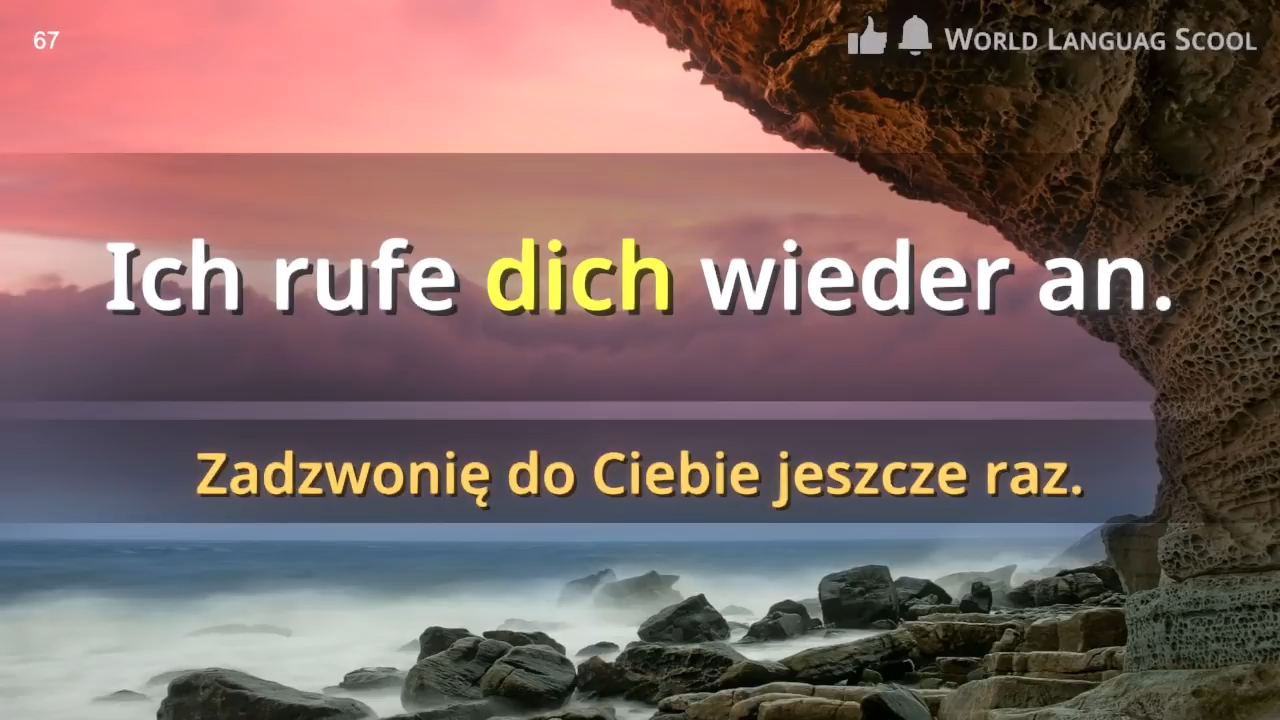 67
World Languag Scool
Ich rufe dich wieder an.
Zadzwonię do Ciebie jeszcze raz.